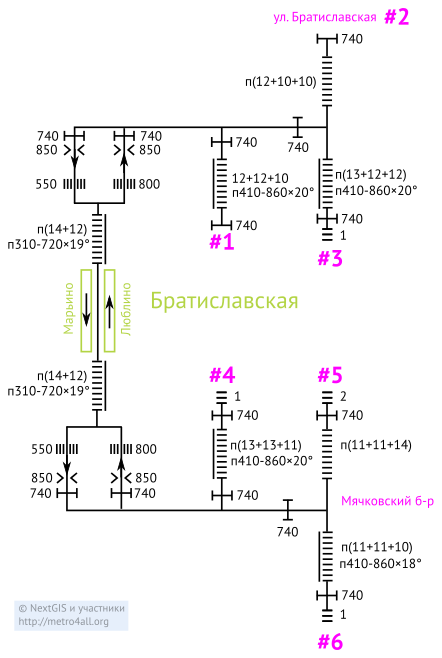 ул. Братиславская #2
740
п(12+10+10)
740 740 740 740
850 850
550 800
12+12+10
п410-860×20°
п(13+12+12)
п410-860×20°
740 740
#1
1
#3
п(14+12)
п310-720×19°
Марьино
Люблино
Братиславская
п(14+12)
п310-720×19°
#4 #5
1 2
740 740
550 800
п(13+13+11)
п410-860×20°
п(11+11+14)
850 850
740 740 740
Мячковский б-р
740
п(11+11+10)
п410-860×18°
740
1
#6
© NextGIS и участники
http://metro4all.org